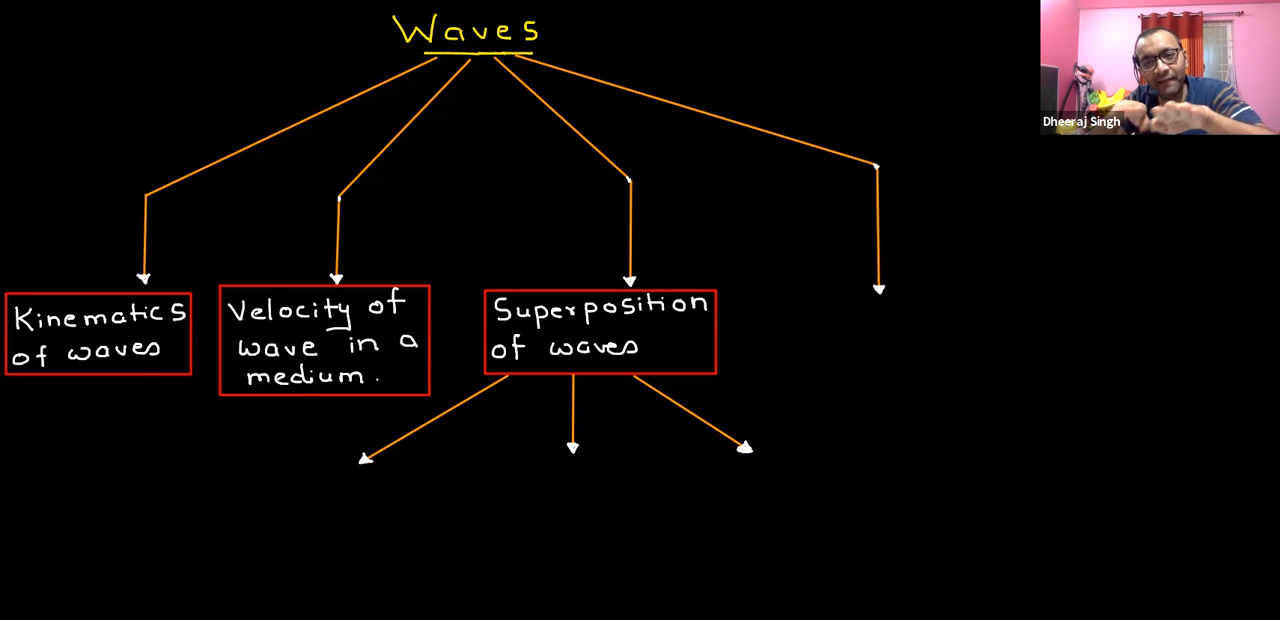 Waves
Dheeraj Singh
Kinematics
of waves
Velocity of
wave in a
medium.
Superposition
of waves